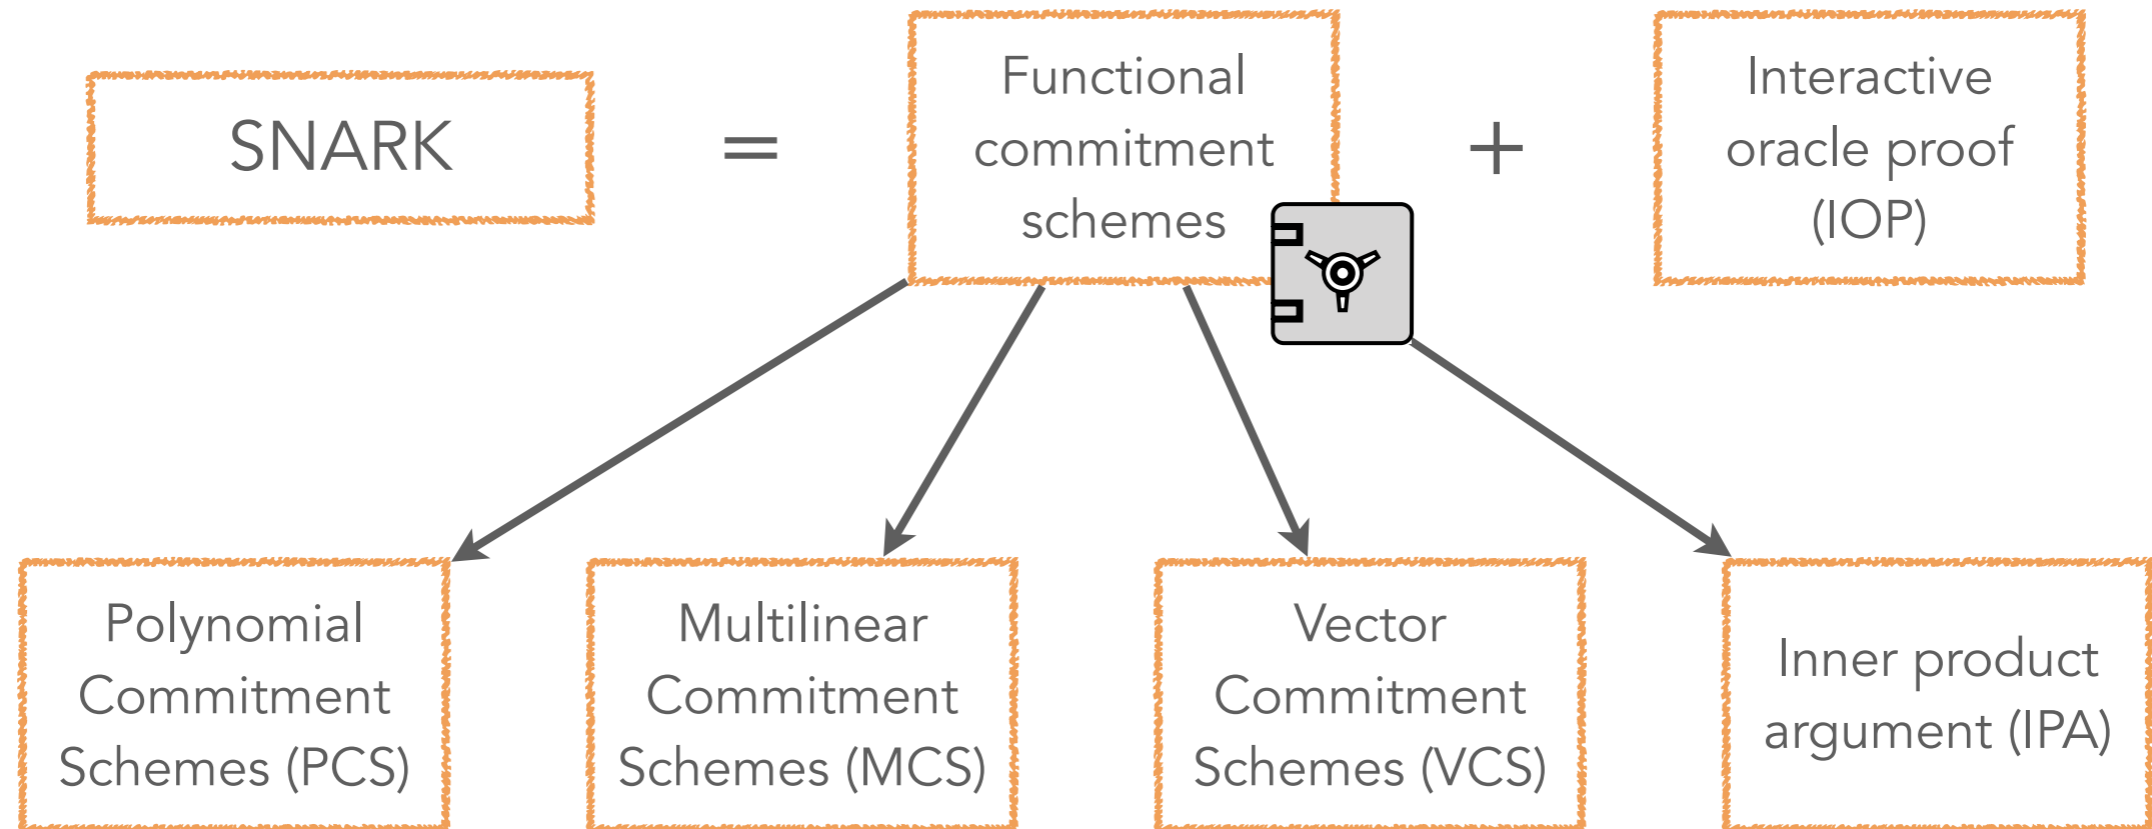 SNARK
=
Functional
commitment
schemes
+
Interactive
oracle proof
(IOP)
Polynomial
Commitment
Schemes (PCS)
Multilinear
Commitment
Schemes (MCS)
Vector
Commitment
Schemes (VCS)
Inner product
argument (IPA)